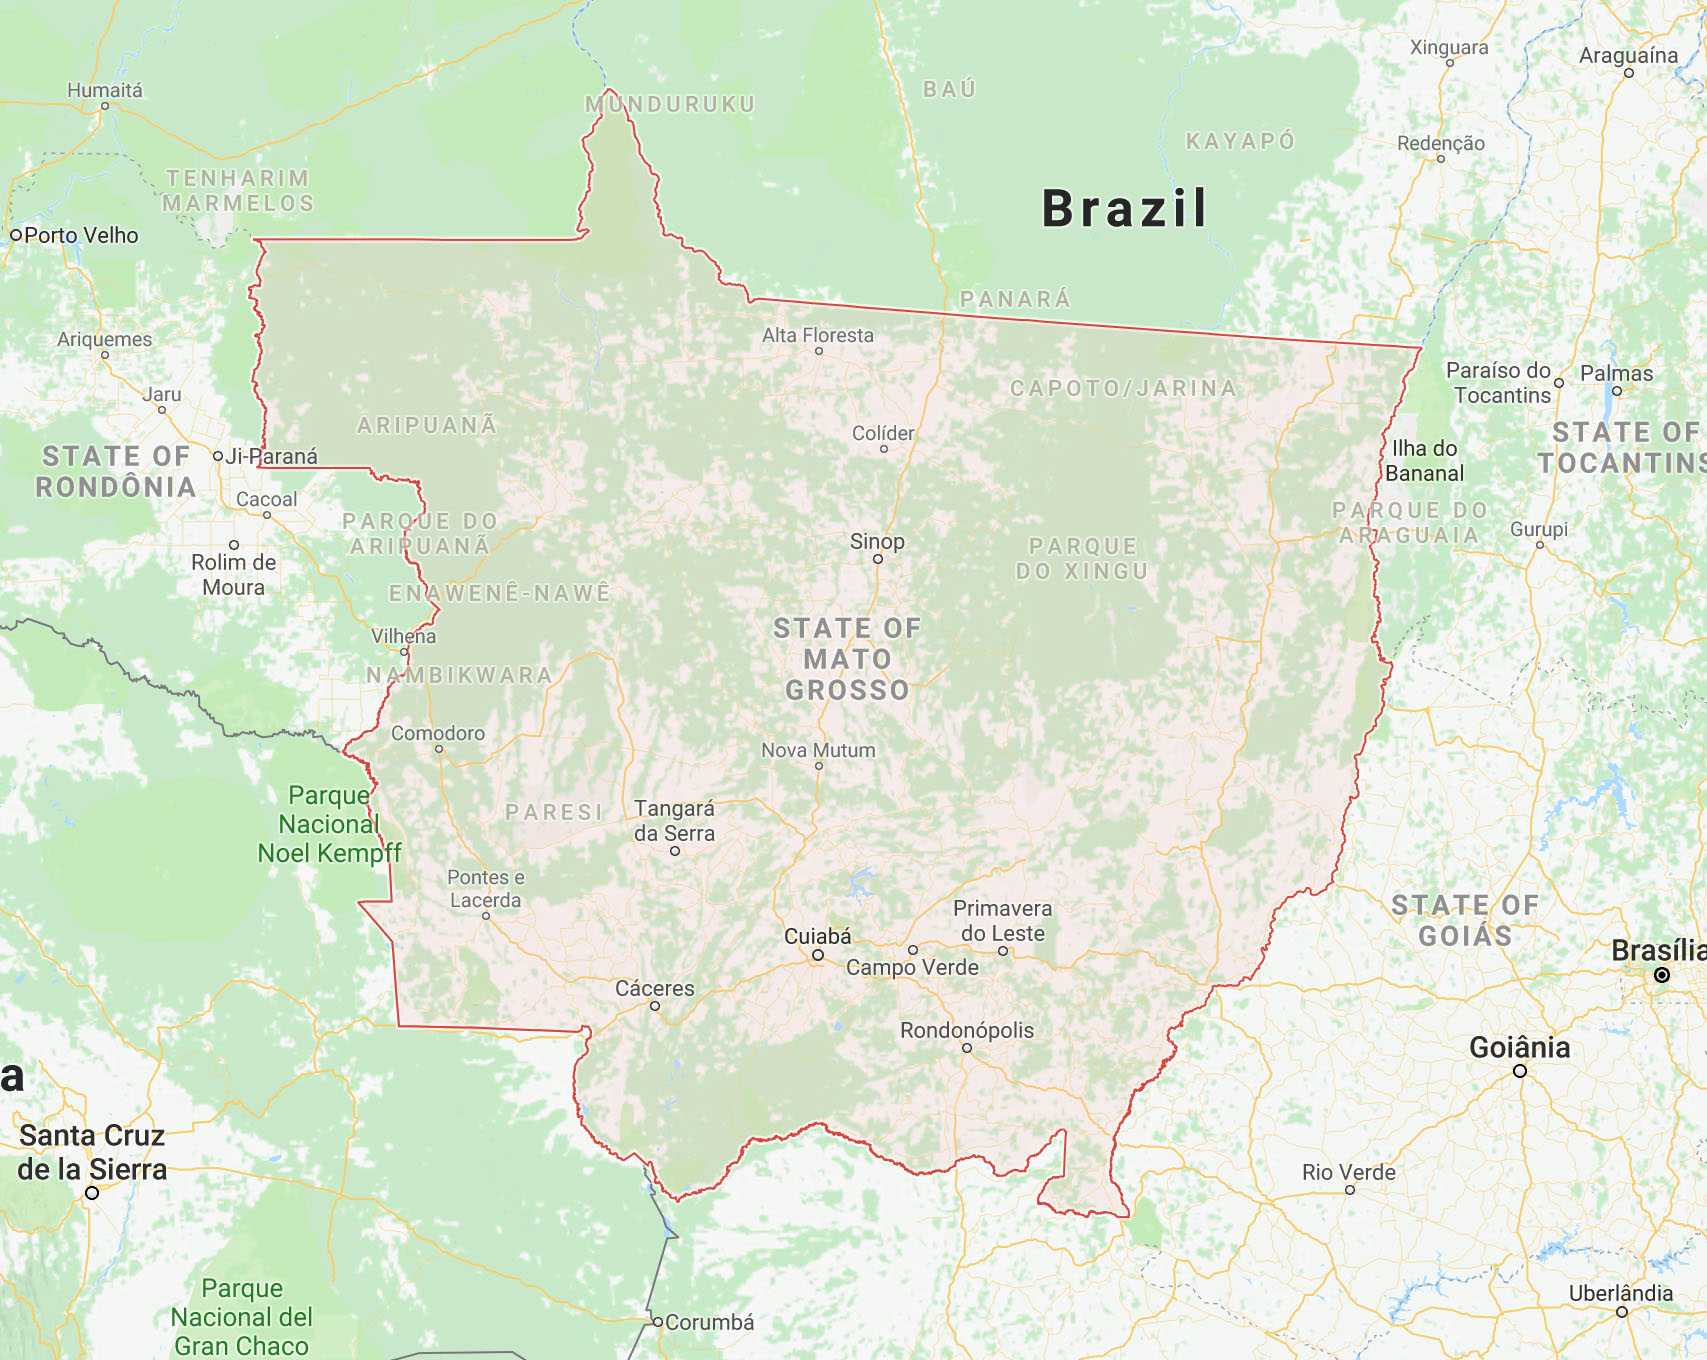 Xinguara
Araguaína
Humaitá
BAÚ
MUNDURUKU
KAYAPÓ
Redenção
TENHARIM
MARMELOS
Brazil
Porto Velho
PANARÁ
Ariquemes
Alta Floresta
Paraíso do
Tocantins
Palmas
Jaru
CAPOTO/JARINA
ARIPUANÃ
Colíder
STATE OF
TOCANTINS
Ilha do
Bananal
STATE OF
RONDÔNIA
Ji-Paraná
Cacoal
PARQUE DO
ARIPUANÃ
PARQUE DO
ARAGUAIA
Gurupi
Sinop
PARQUE
DO XINGU
Rolim de
Moura
ENAWENÊ-NAWÊ
Vilhena
STATE OF
MATO
GROSSO
NAMBIKWARA
Comodoro
Nova Mutum
Parque
Nacional
Noel Kempff
PARESI
Tangará
da Serra
Pontes e
Lacerda
Primavera
do Leste
STATE OF
GOIÁS
Cuiabá
Campo Verde
Brasília
Cáceres
Rondonópolis
Goiânia
a
Santa Cruz
de la Sierra
Rio Verde
Parque
Nacional del
Gran Chaco
Corumbá
Uberlândia